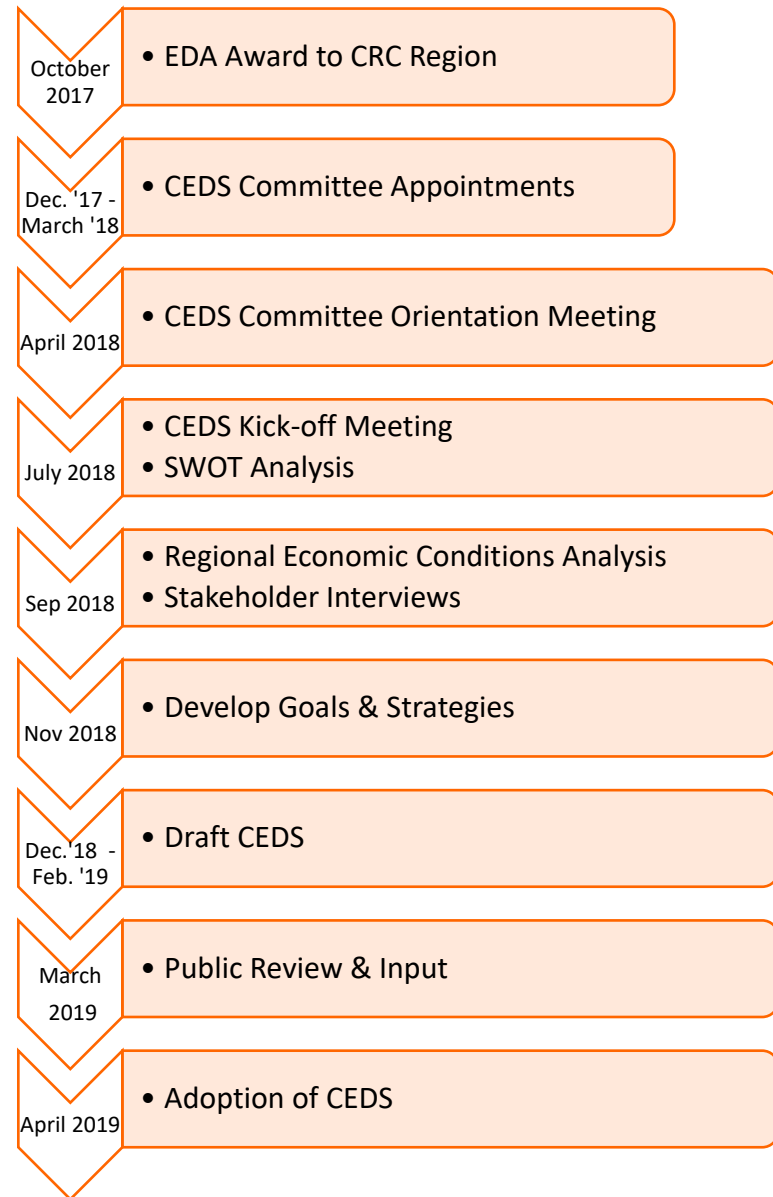 October
2017
• EDA Award to CRC Region
Dec. '17 -
March '18
• CEDS Committee Appointments
April 2018
• CEDS Committee Orientation Meeting
July 2018
• CEDS Kick-off Meeting
• SWOT Analysis
Sep 2018
• Regional Economic Conditions Analysis
• Stakeholder Interviews
Nov 2018
• Develop Goals & Strategies
Dec.'18 -
Feb. '19
• Draft CEDS
March
2019
• Public Review & Input
April 2019
• Adoption of CEDS